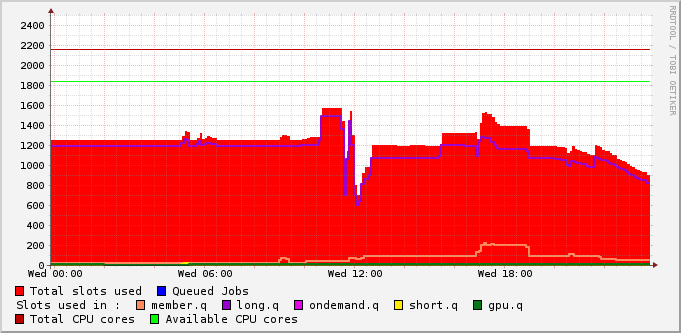 2400
2200
2000
1800
1600
1400
1200
1000
800
600
400
200
0
Wed 00:00 Wed 06:00 Wed 12:00 Wed 18:00
Total slots used Queued Jobs
Slots used in : member.q long.q ondemand.q short.q gpu.q
Total CPU cores Available CPU cores
RRDTOOL / TOBI OETIKER